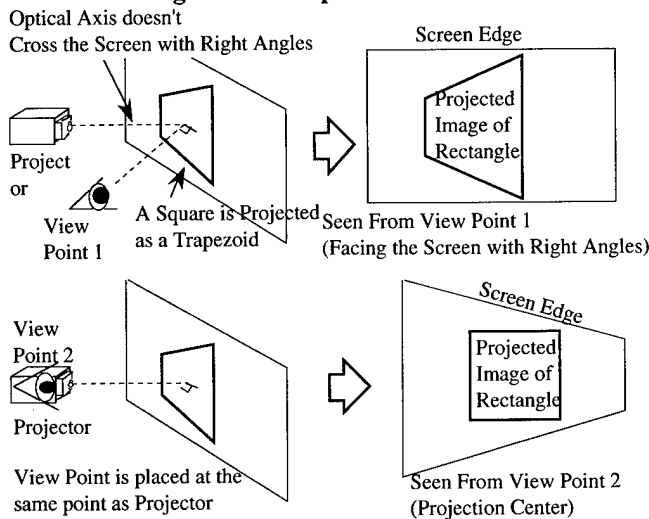 Optical Axis doesn't
Cross the Screen with Right Angles
Project
or
View
Point 1
A Square is Projected
as a Trapezoid
Screen Edge
Projected
Image of
Rectangle
Seen From View Point 1
(Facing the Screen with Right Angles)
View
Point 2
Projector
View Point is placed at the
same point as Projector
Screen Edge
Projected
Image of
Rectangle
Seen From View Point 2
(Projection Center)